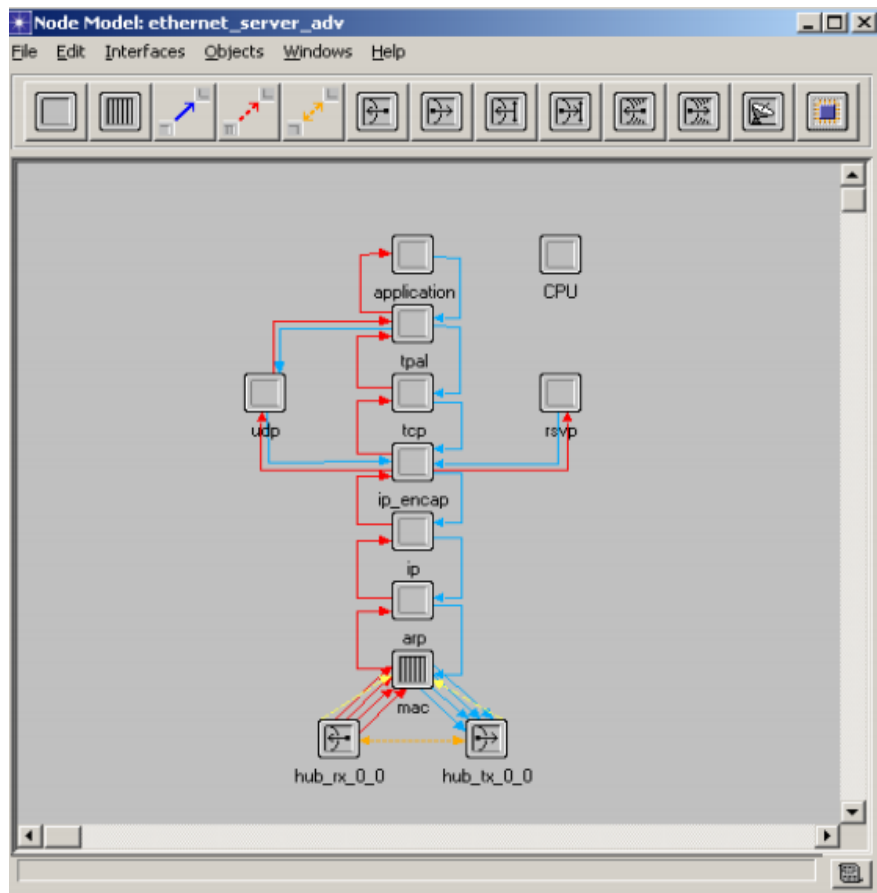 Node Model: ethernet_server_adv
File Edit Interfaces Objects Windows Help
application
CPU
tpal
udp
tcp
rsvp
ip_encap
ip
arp
mac
hub_rx_0_0
hub_tx_0_0